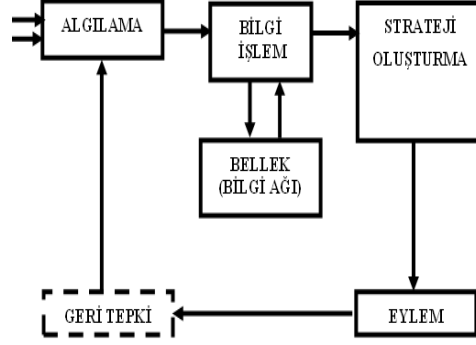 ALGILAMA
BİLGİ
İŞLEM
STRATEJİ
OLUŞTURMA
BELLEK
(BİLGİ AĞI)
GERİ TEPKİ
EYLEM